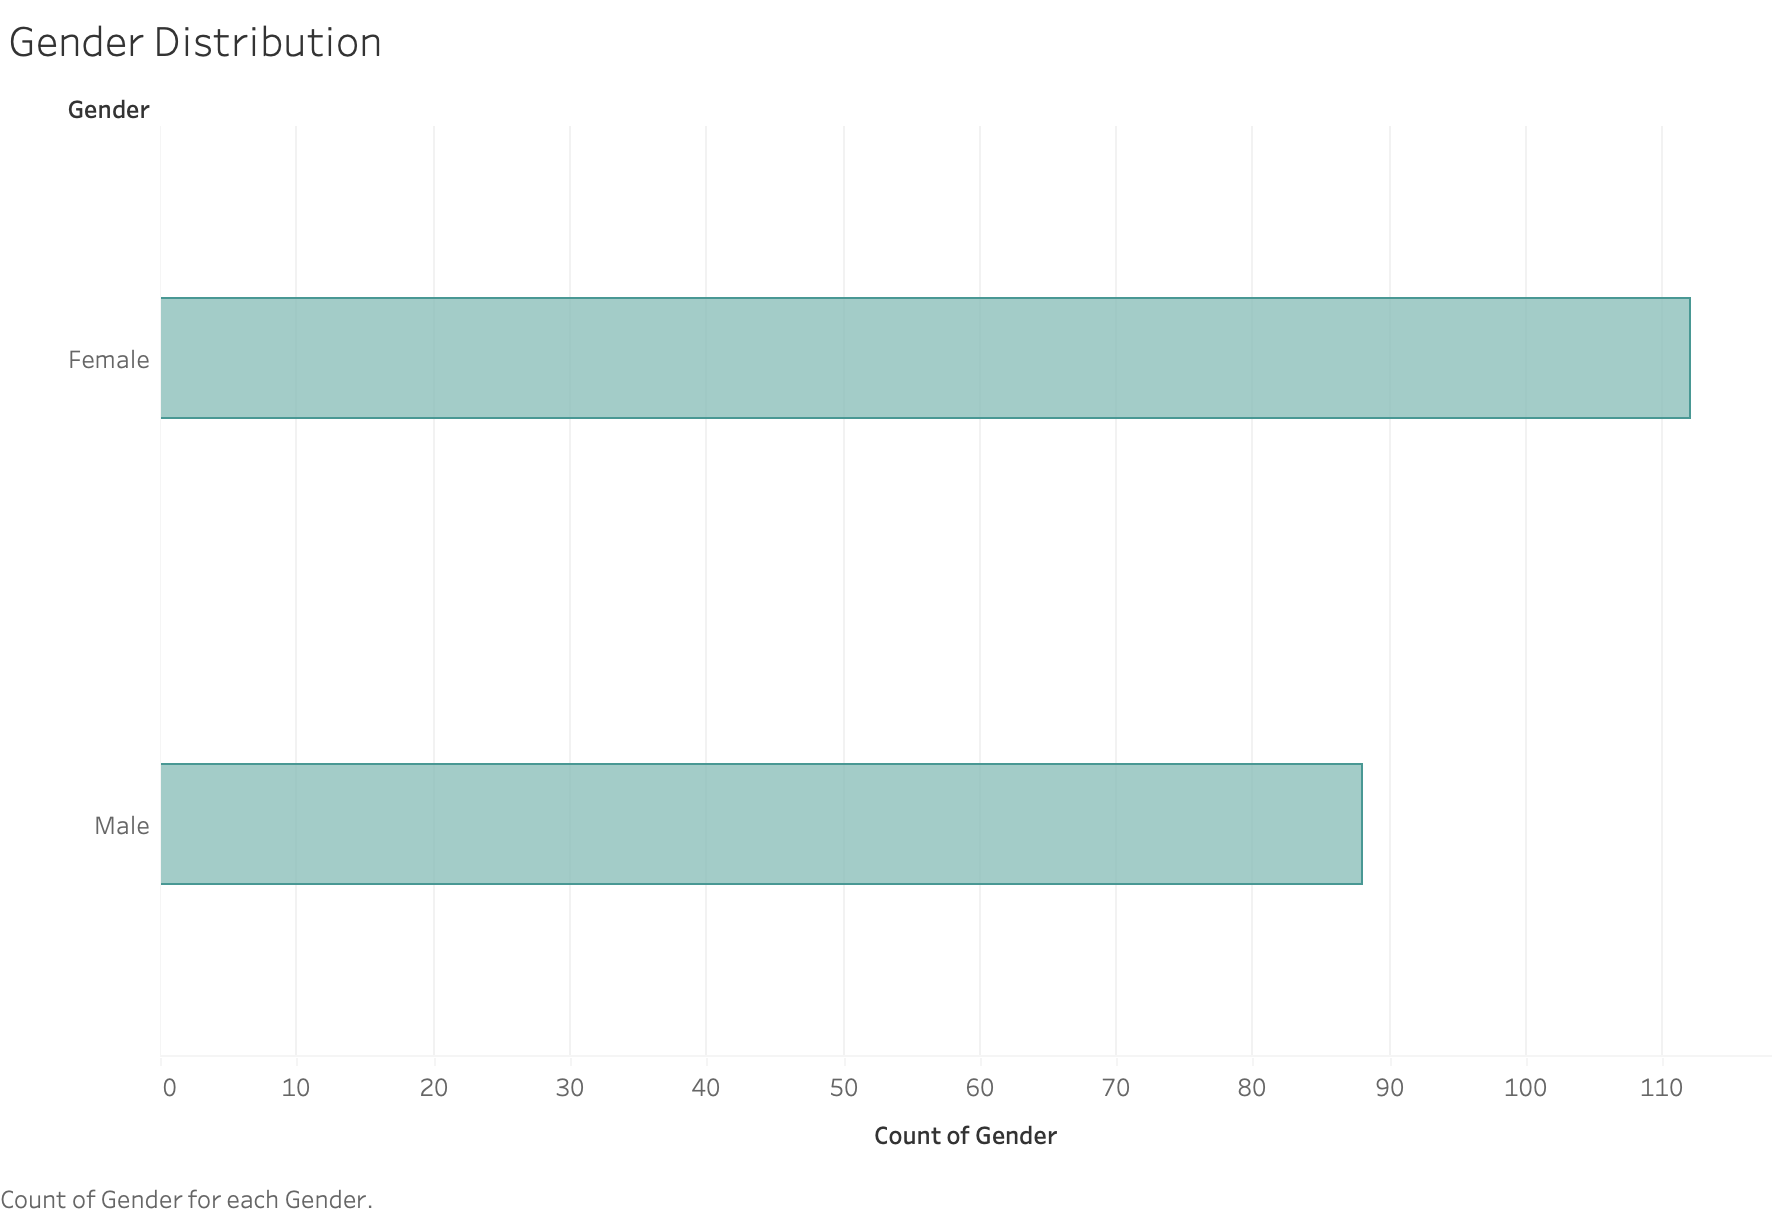 Gender Distribution
Gender
Female
Male
0 10 20 30 40 50 60 70 80 90 100 110
Count of Gender
Count of Gender for each Gender.